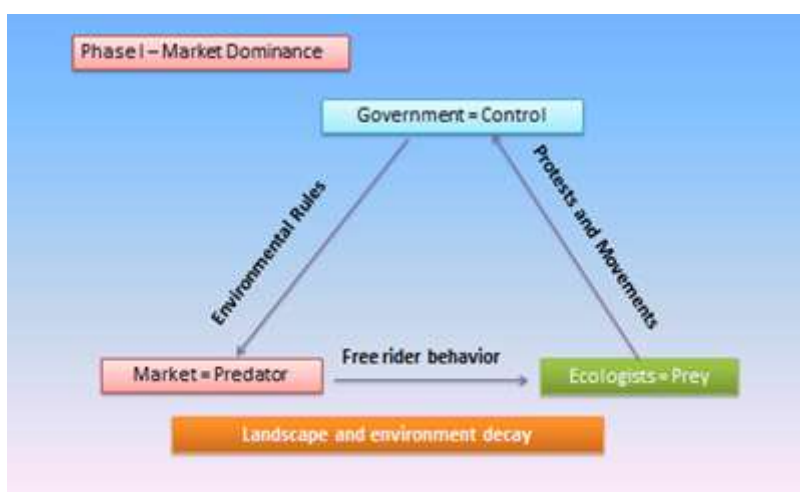 Phase I – Market Dominance
Government = Control
Environmental Rules
Protests and Movements
Market = Predator
Free rider behavior
Ecologists = Prey
Landscape and environment decay